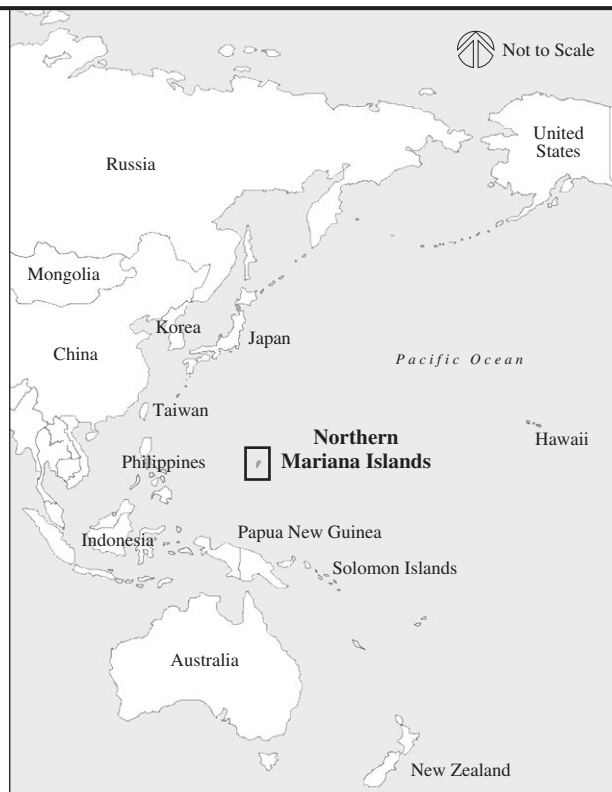 Not to Scale
United
States
Russia
Mongolia
Korea
Japan
China
Pacific Ocean
Taiwan
Northern
Mariana Islands
Hawaii
Philippines
Papua New Guinea
Indonesia
Solomon Islands
Australia
New Zealand